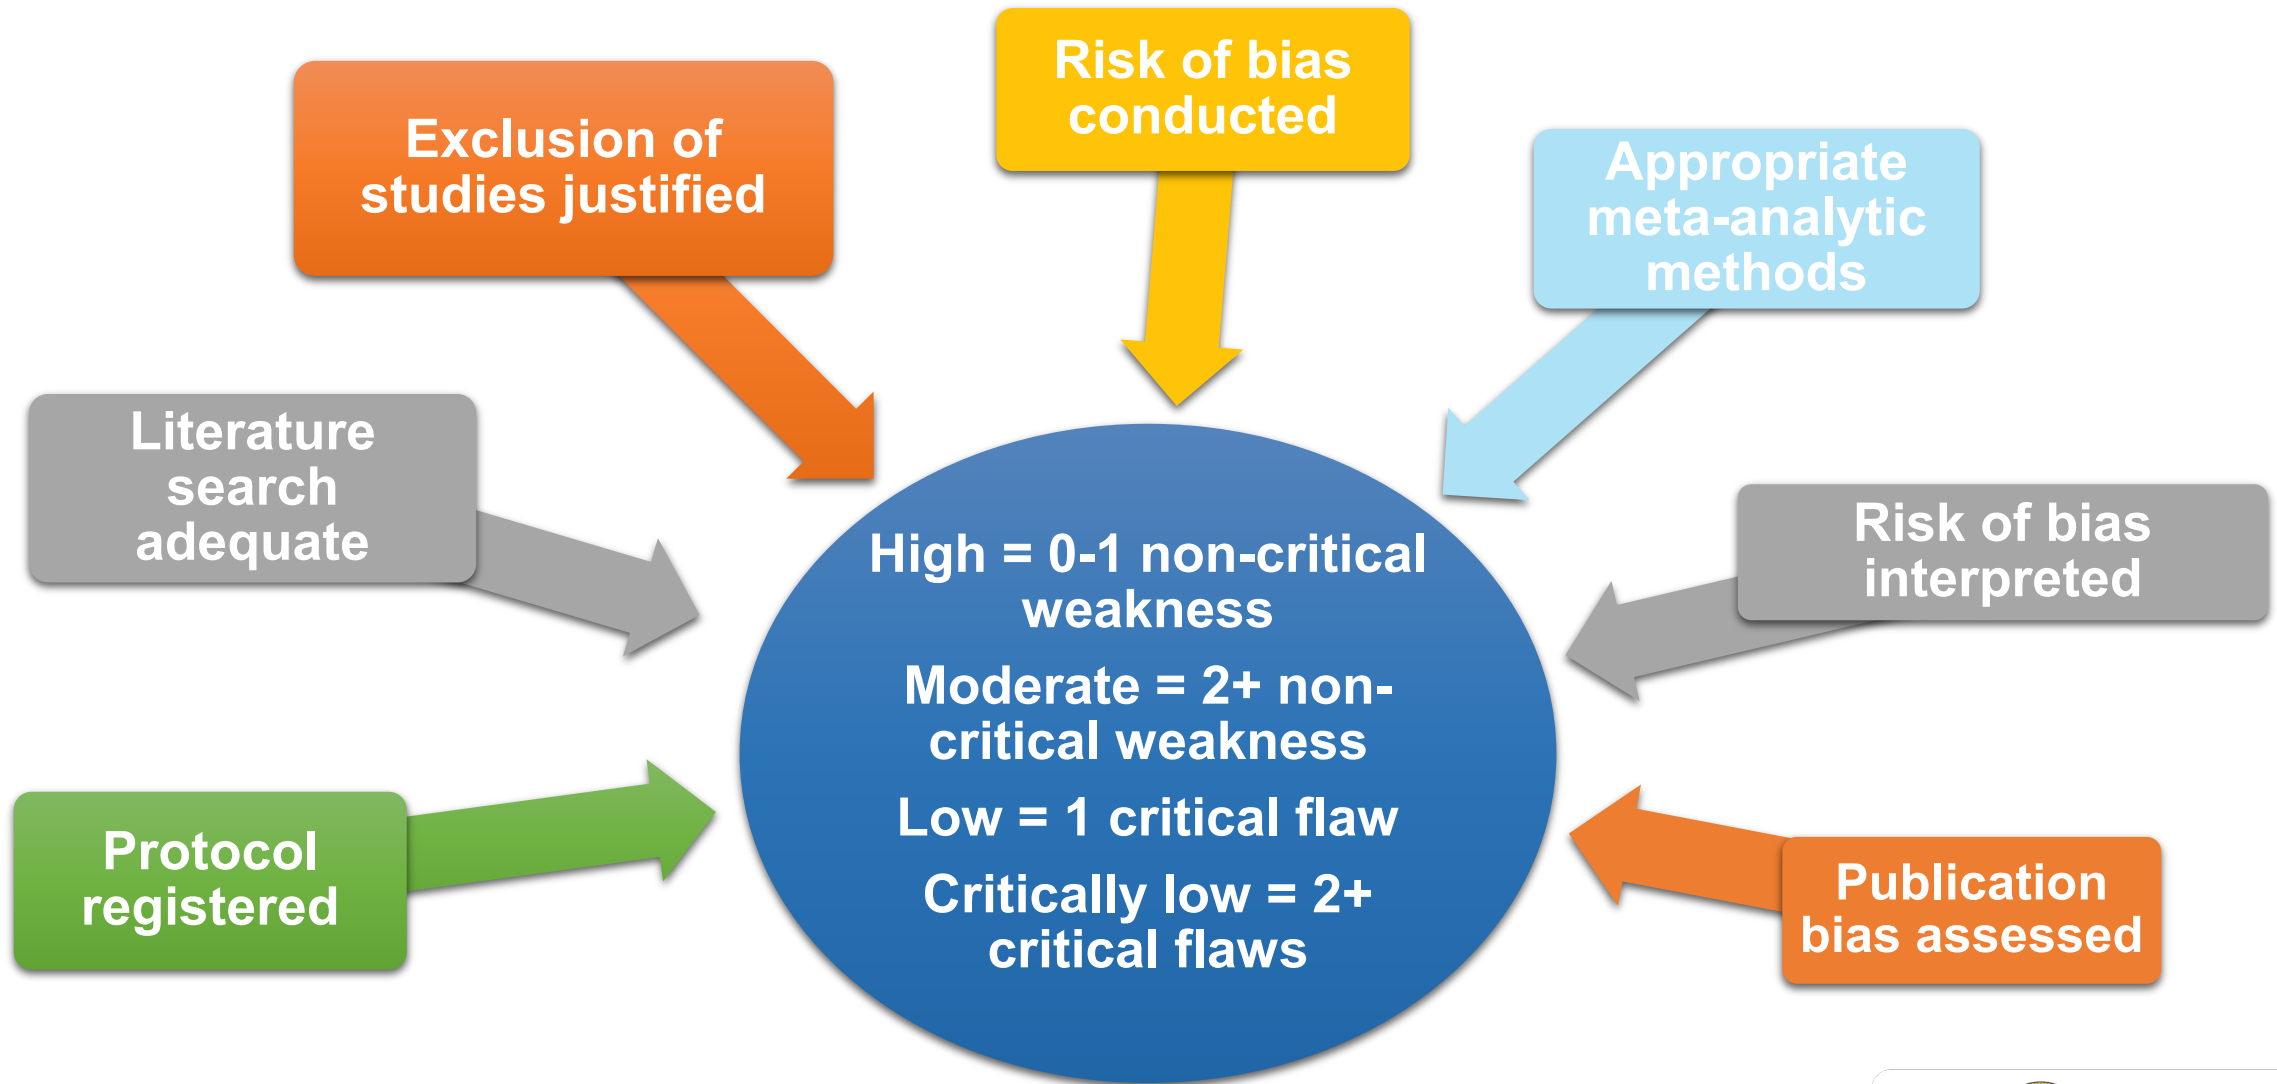 Risk of bias
conducted
Exclusion of
studies justified
Appropriate
meta-analytic
methods
Literature
search
adequate
Risk of bias
interpreted
High = 0-1 non-critical
weakness
Moderate = 2+ non-
critical weakness
Low = 1 critical flaw
Critically low = 2+
critical flaws
Protocol
registered
Publication
bias assessed